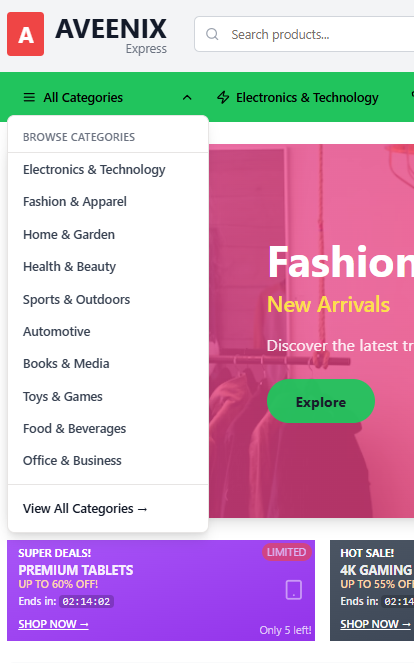 A
AVEENIX
Express
Search products...
All Categories
Electronics & Technology
BROWSE CATEGORIES
Electronics & Technology
Fashion & Apparel
Home & Garden
Health & Beauty
Sports & Outdoors
Automotive
Books & Media
Toys & Games
Food & Beverages
Office & Business
View All Categories →
Fashion
New Arrivals
Discover the latest tr
Explore
SUPER DEALS!
LIMITED
PREMIUM TABLETS
UP TO 60% OFF!
Ends in: 02:14:02
SHOP NOW →
Only 5 left!
HOT SALE!
4K GAMING
UP TO 55% OF
Ends in: 02:14
SHOP NOW →